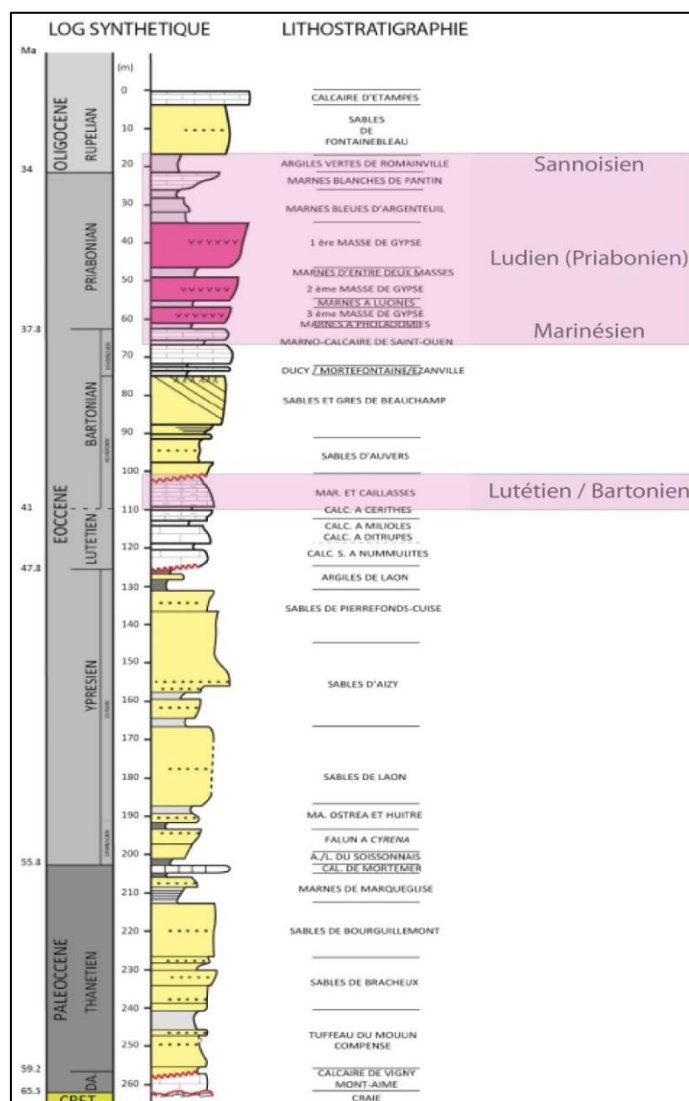 LOG SYNTHETIQUE
LITHOSTRATIGRAPHIE
Ma
(m)
0
10
20
30
40
50
60
70
80
90
100
110
120
130
140
150
160
170
180
190
200
210
220
230
240
250
260
34
37.8
41
47.8
55.8
59.2
65.5
OLIGOCENE
RUPELIAN
EOCCENE
PRIABONIAN
BARTONIAN
LUTÉTIEN
YPRESIEN
PALEOCCENE
THANETIEN
DA.
CRET
CALCAIRE D'ETAMPES
SABLES
DE
FONTAINEBLEAU
ARGILES VERTES DE ROMAINVILLE
MARNES BLANCHES DE PANTIN
MARNES BLEUES D'ARGENTEUIL
1 ère MASSE DE GYPSE
MARNES D'ENTRE DEUX MASSES
2 ème MASSE DE GYPSE
MARNES A LUCINES
3 ème MASSE DE GYPSE
MARNES A PHOLADOMIES
MARNO-CALCAIRE DE SAINT-OUEN
DUCY / MORTEFONTAINE/EZANVILLE
SABLES ET GRES DE BEAUCHAMP
SABLES D'AUVERS
MAR. ET CAILLASSES
CALC. A CERITHES
CALC. A MILIOLES
CALC. A DITRUPES
CALC. S. A NUMMULITES
ARGILES DE LAON
SABLES DE PIERREFONDS-CUISE
SABLES D'AIZY
SABLES DE LAON
MA. OSTREA ET HUITRE
FALUN A CYRENA
A./L. DU SOISSONNAIS
CAL. DE MORTEMER
MARNES DE MARQUEGLISE
SABLES DE BOURGUILLEMONT
SABLES DE BRACHEUX
TUFFEAU DU MOULIN
COMPENSE
CALCAIRE DE VIGNY
MONT-AIME
CRAIE
Sannoisien
Ludien (Priabonien)
Marinésien
Lutétien / Bartonien